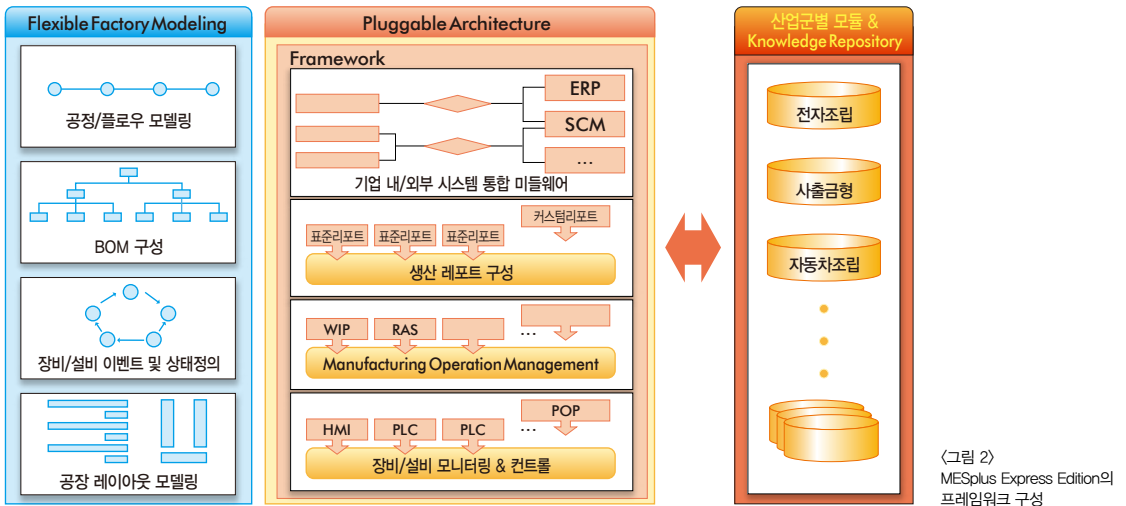 Flexible Factory Modeling
공정/플로우 모델링
BOM 구성
장비/설비 이벤트 및 상태정의
공장 레이아웃 모델링
Pluggable Architecture
Framework
ERP
SCM
...
기업 내/외부 시스템 통합 미들웨어
커스텀리포트
표준리포트 표준리포트 표준리포트
생산 레포트 구성
WIP RAS ...
Manufacturing Operation Management
POP
HMI PLC PLC ...
장비/설비 모니터링 & 컨트롤
산업군별 모듈 &
Knowledge Repository
전자조립
사출금형
자동차조립
〈그림 2〉
MESplus Express Edition의
프레임워크 구성